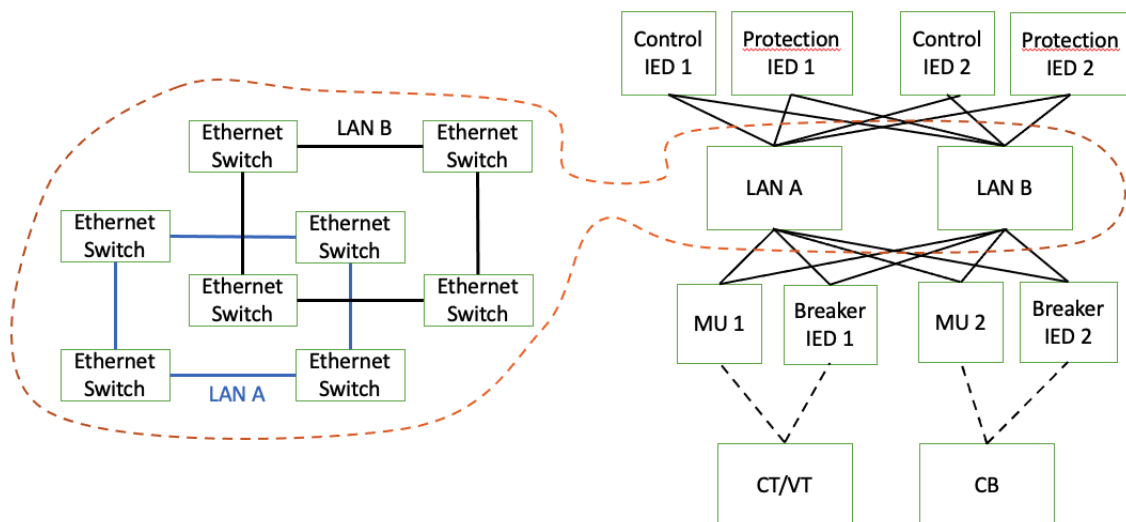 Control
IED 1
Protection
IED 1
Control
IED 2
Protection
IED 2
Ethernet
Switch
LAN B
Ethernet
Switch
Ethernet
Switch
Ethernet
Switch
Ethernet
Switch
Ethernet
Switch
Ethernet
Switch
LAN A
Ethernet
Switch
LAN A
LAN B
MU 1
Breaker
IED 1
MU 2
Breaker
IED 2
CT/VT
CB